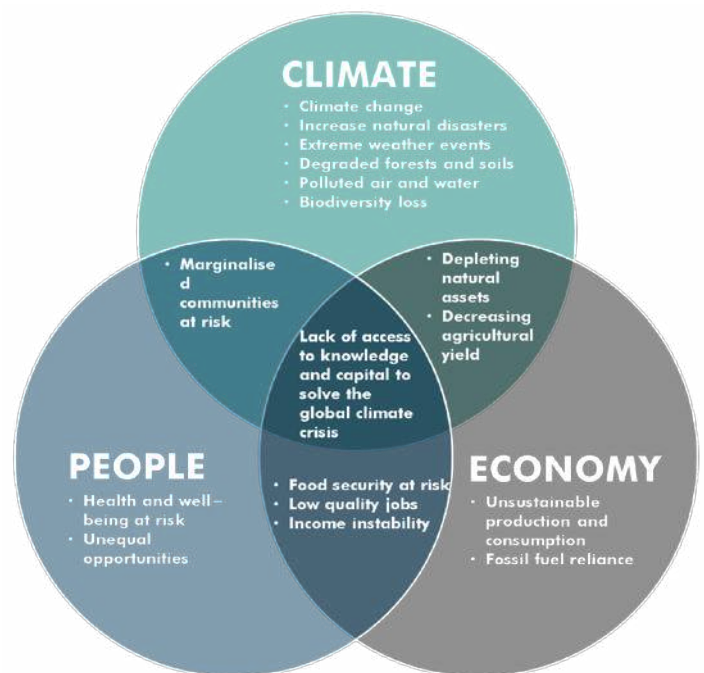 CLIMATE
· Climate change
· Increase natural disasters
· Extreme weather events
· Degraded forests and soils
· Polluted air and water
· Biodiversity loss
• Marginalise
d
communities
at risk
• Depleting
natural
assets
• Decreasing
agricultural
yield
Lack of access
to knowledge
and capital to
solve the
global climate
crisis
PEOPLE
• Health and well–
being at risk
• Unequal
opportunities
• Food security at risk
• Low quality jobs
• Income instability
ECONOMY
· Unsustainable
production and
consumption
· Fossil fuel reliance